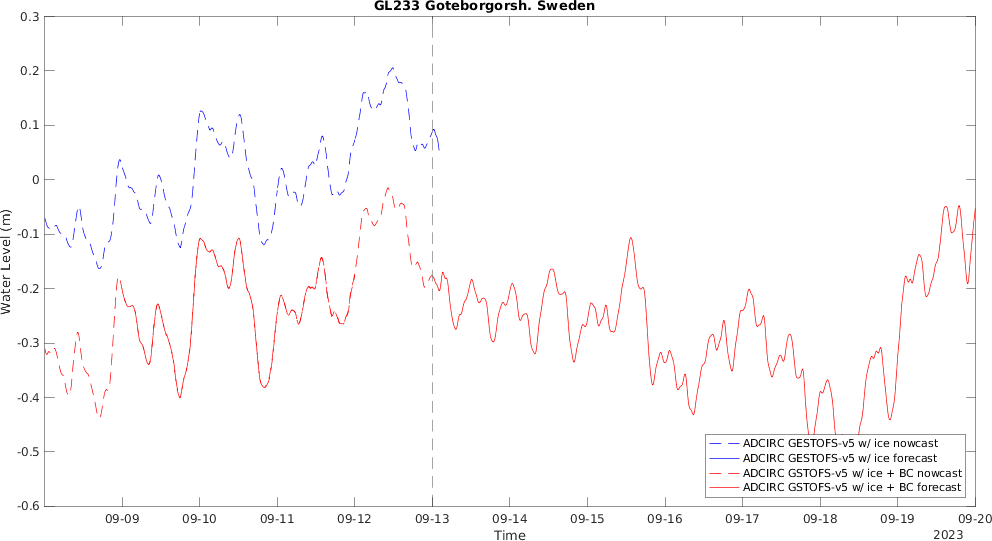 GL233 Goteborgorsh. Sweden
0.3
0.2
0.1
0
-0.1
-0.2
-0.3
-0.4
-0.5
-0.6
Water Level (m)
ADCIRC GESTOFS-v5 w/ ice nowcast
ADCIRC GESTOFS-v5 w/ ice forecast
ADCIRC GSTOFS-v5 w/ ice + BC nowcast
ADCIRC GSTOFS-v5 w/ ice + BC forecast
09-09 09-10 09-11 09-12 09-13 09-14 09-15 09-16 09-17 09-18 09-19 09-20
Time
2023